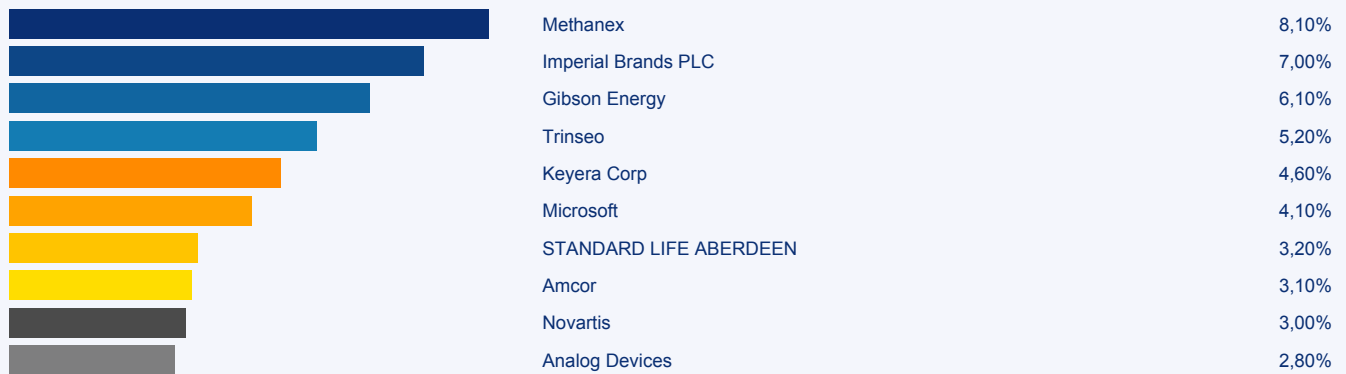 Methanex 8,10%
Imperial Brands PLC 7,00%
Gibson Energy 6,10%
Trinseo 5,20%
Keyera Corp 4,60%
Microsoft 4,10%
STANDARD LIFE ABERDEEN 3,20%
Amcor 3,10%
Novartis 3,00%
Analog Devices 2,80%